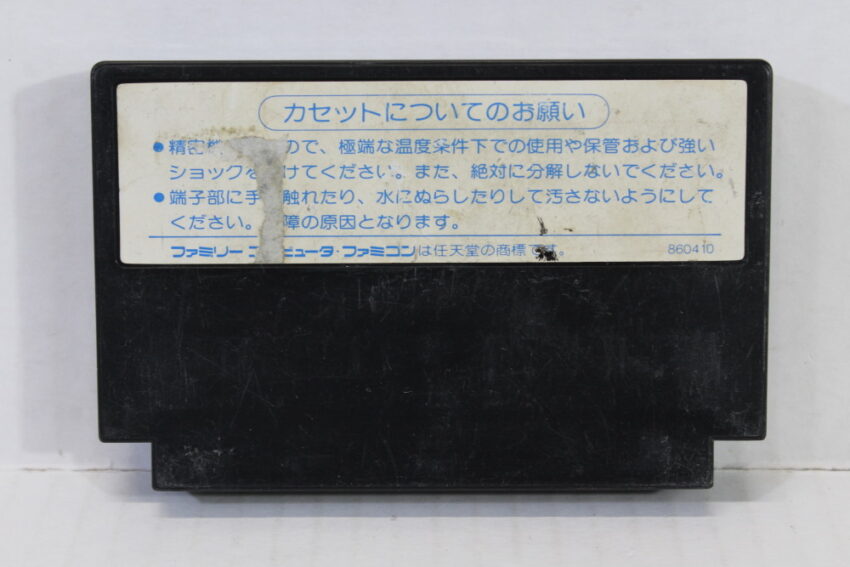 カセットについてのお願い
●精密 ので、極端な温度条件下での使用や保管および強い
ショックを けてください。また、絶対に分解しないでください。
●端子部に手 触れたり、水にぬらしたりして汚さないようにして
ください。 障の原因となります。
ファミリー コ ピュータ・ファミコンは任天堂の商標です。 860410